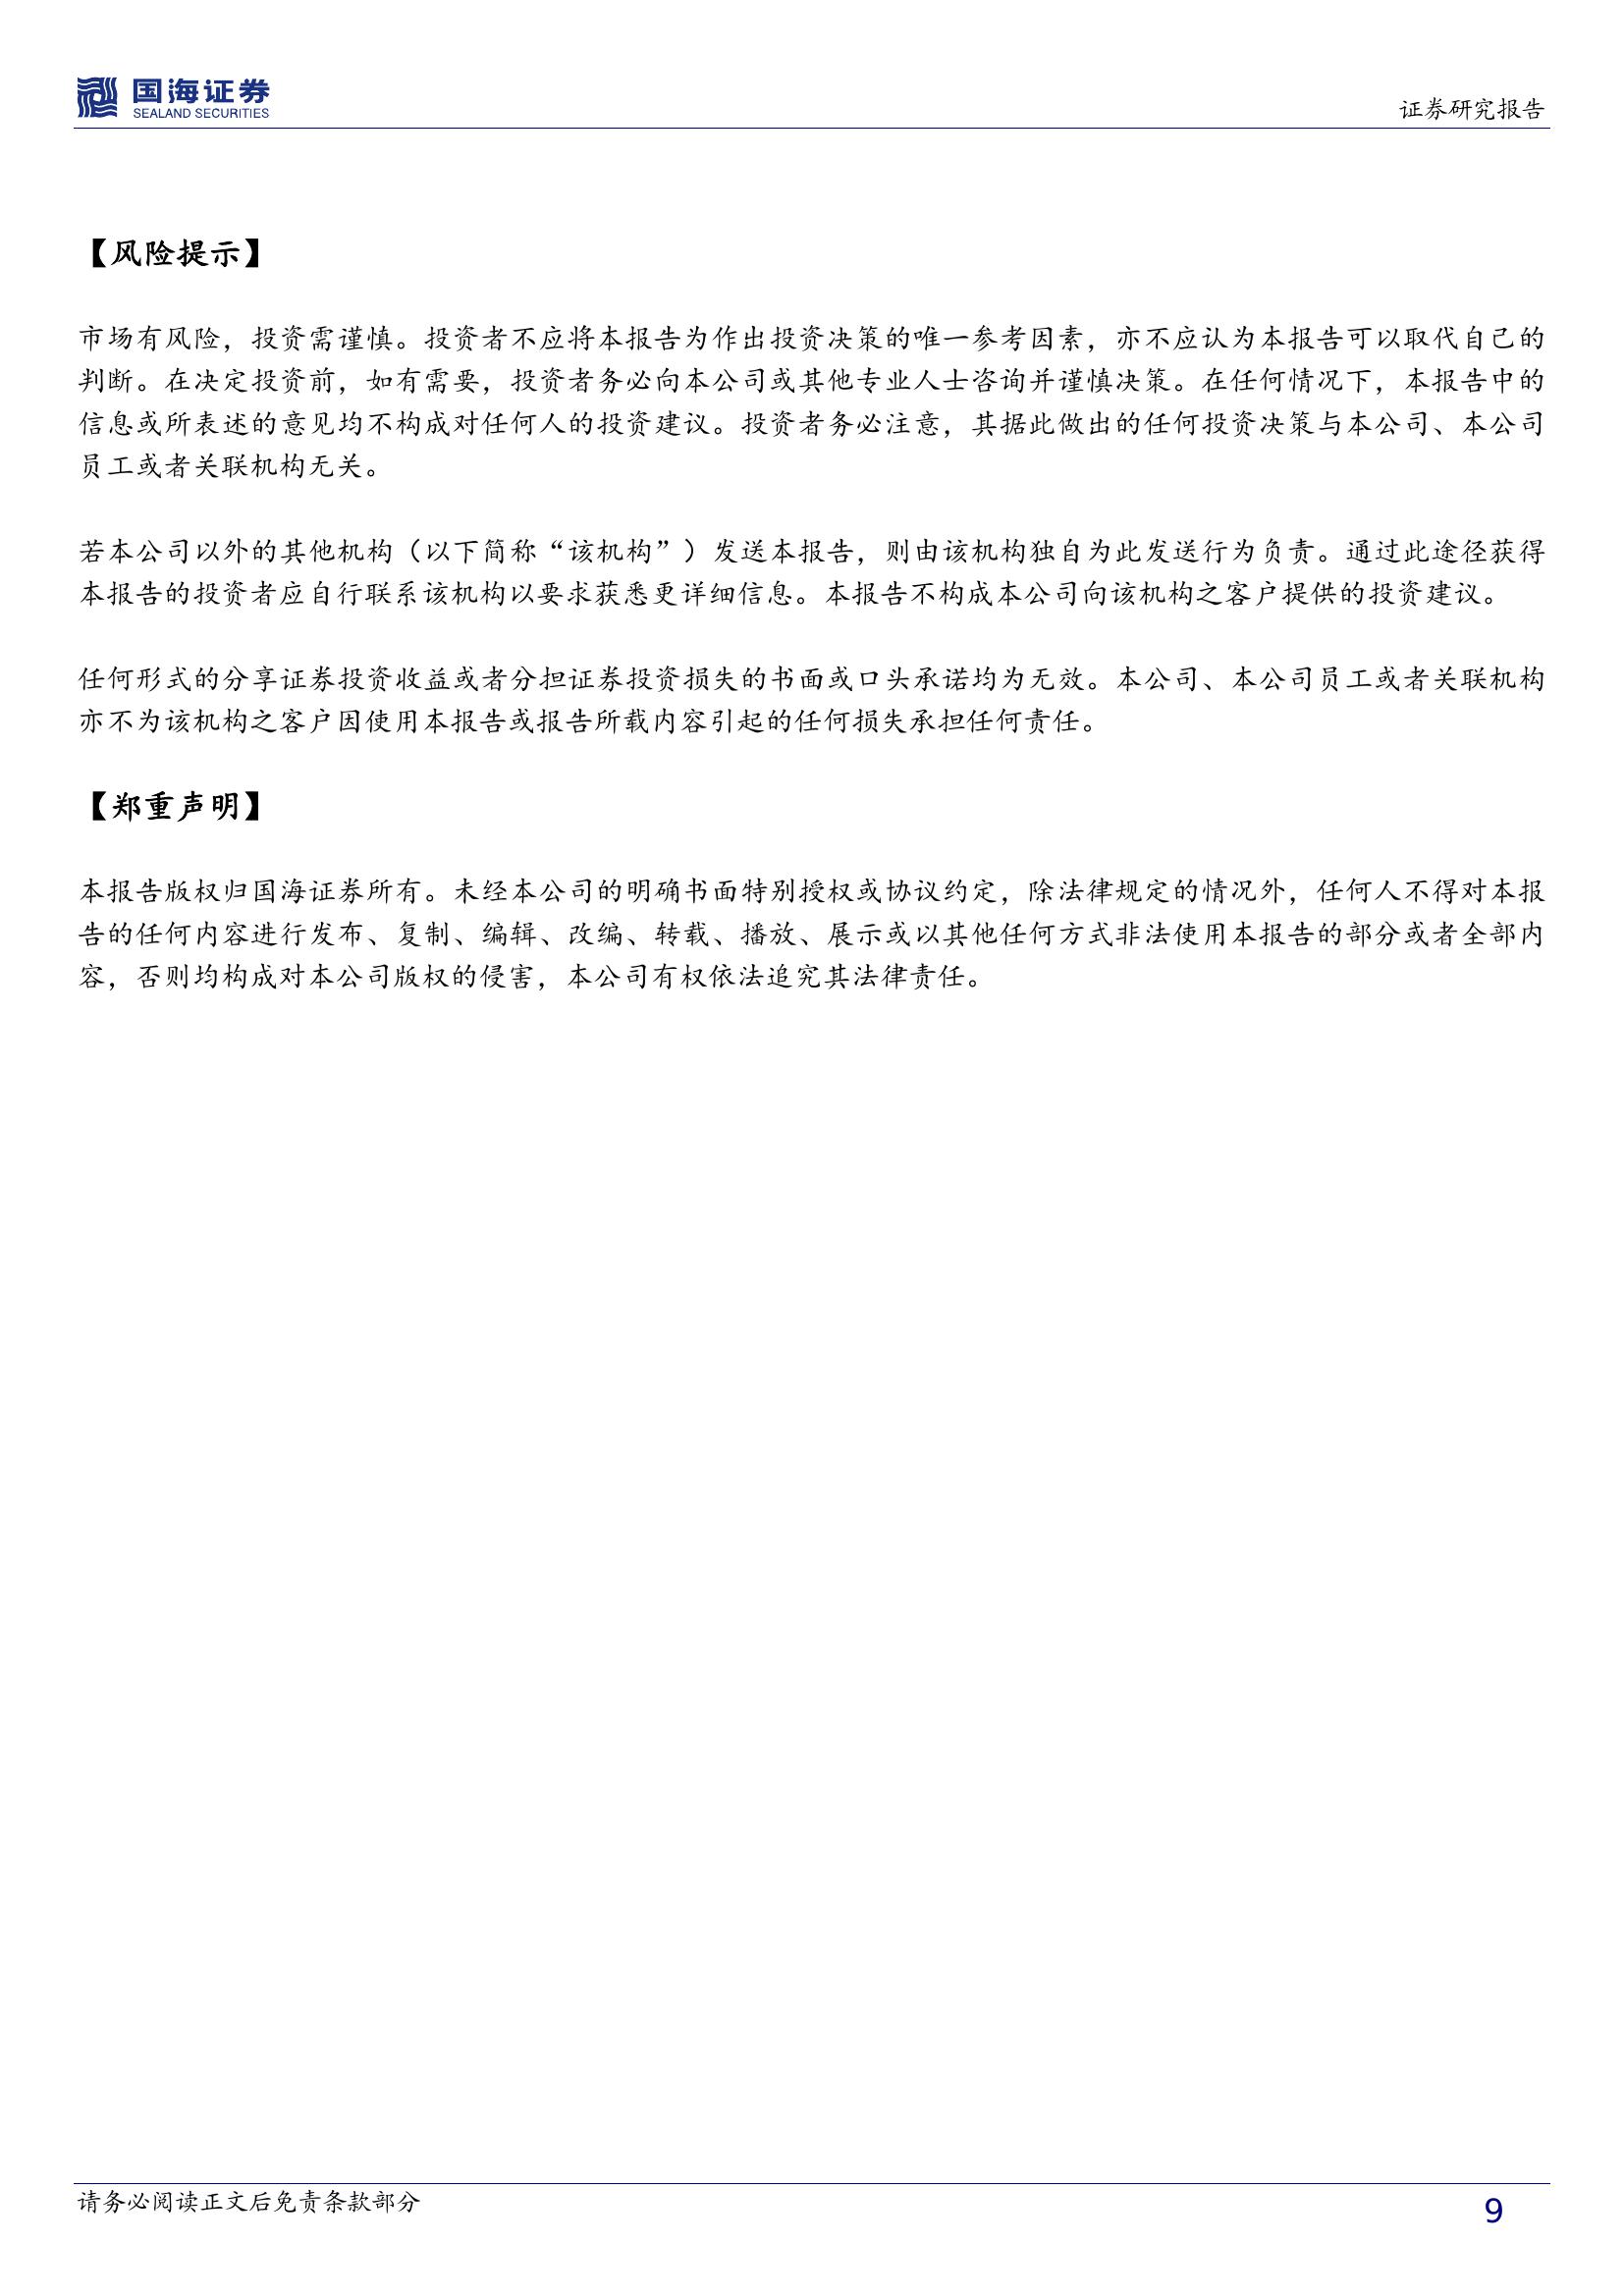 国海证券
SEALAND SECURITIES
证券研究报告
【风险提示】
市场有风险，投资需谨慎。投资者不应将本报告为作出投资决策的唯一参考因素，亦不应认为本报告可以取代自己的
判断。在决定投资前，如有需要，投资者务必向本公司或其他专业人士咨询并谨慎决策。在任何情况下，本报告中的
信息或所表述的意见均不构成对任何人的投资建议。投资者务必注意，其据此做出的任何投资决策与本公司、本公司
员工或者关联机构无关。
若本公司以外的其他机构（以下简称“该机构”）发送本报告，则由该机构独自为此发送行为负责。通过此途径获得
本报告的投资者应自行联系该机构以要求获悉更详细信息。本报告不构成本公司向该机构之客户提供的投资建议。
任何形式的分享证券投资收益或者分担证券投资损失的书面或口头承诺均为无效。本公司、本公司员工或者关联机构
亦不为该机构之客户因使用本报告或报告所载内容引起的任何损失承担任何责任。
【郑重声明】
本报告版权归国海证券所有。未经本公司的明确书面特别授权或协议约定，除法律规定的情况外，任何人不得对本报
告的任何内容进行发布、复制、编辑、改编、转载、播放、展示或以其他任何方式非法使用本报告的部分或者全部内
容，否则均构成对本公司版权的侵害，本公司有权依法追究其法律责任。
请务必阅读正文后免责条款部分
9